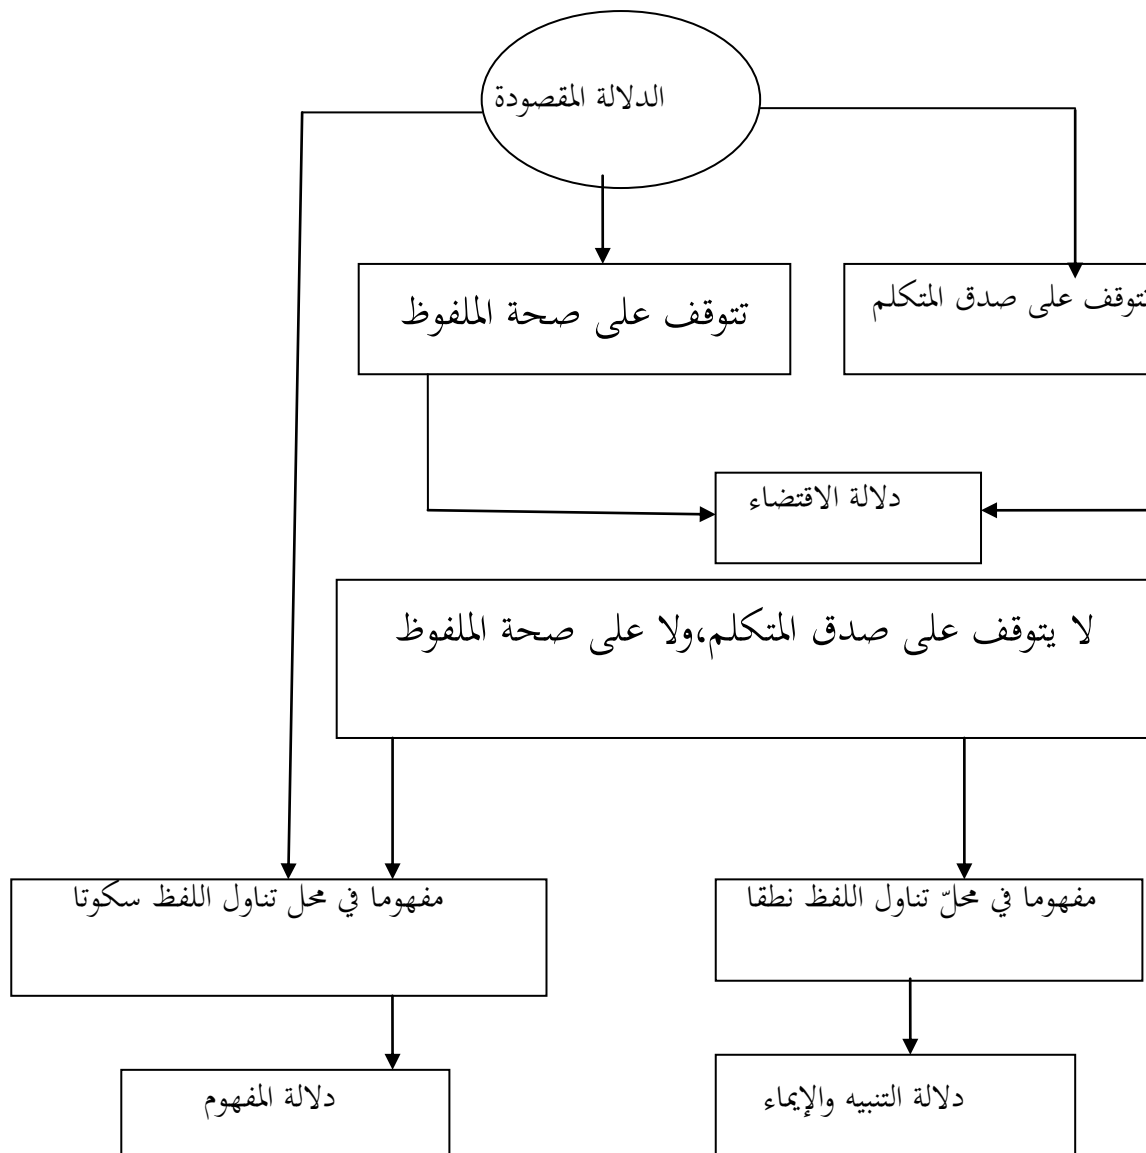 الدلالة المقصودة
تتوقف على صدق المتكلم
تتوقف على صحة الملفوظ
دلالة الاقتضاء
لا يتوقف على صدق المتكلم،ولا على صحة الملفوظ
مفهوما في محلّ تناول اللفظ نطقا
مفهوما في محل تناول اللفظ سكوتا
دلالة التنبيه والإيماء
دلالة المفهوم